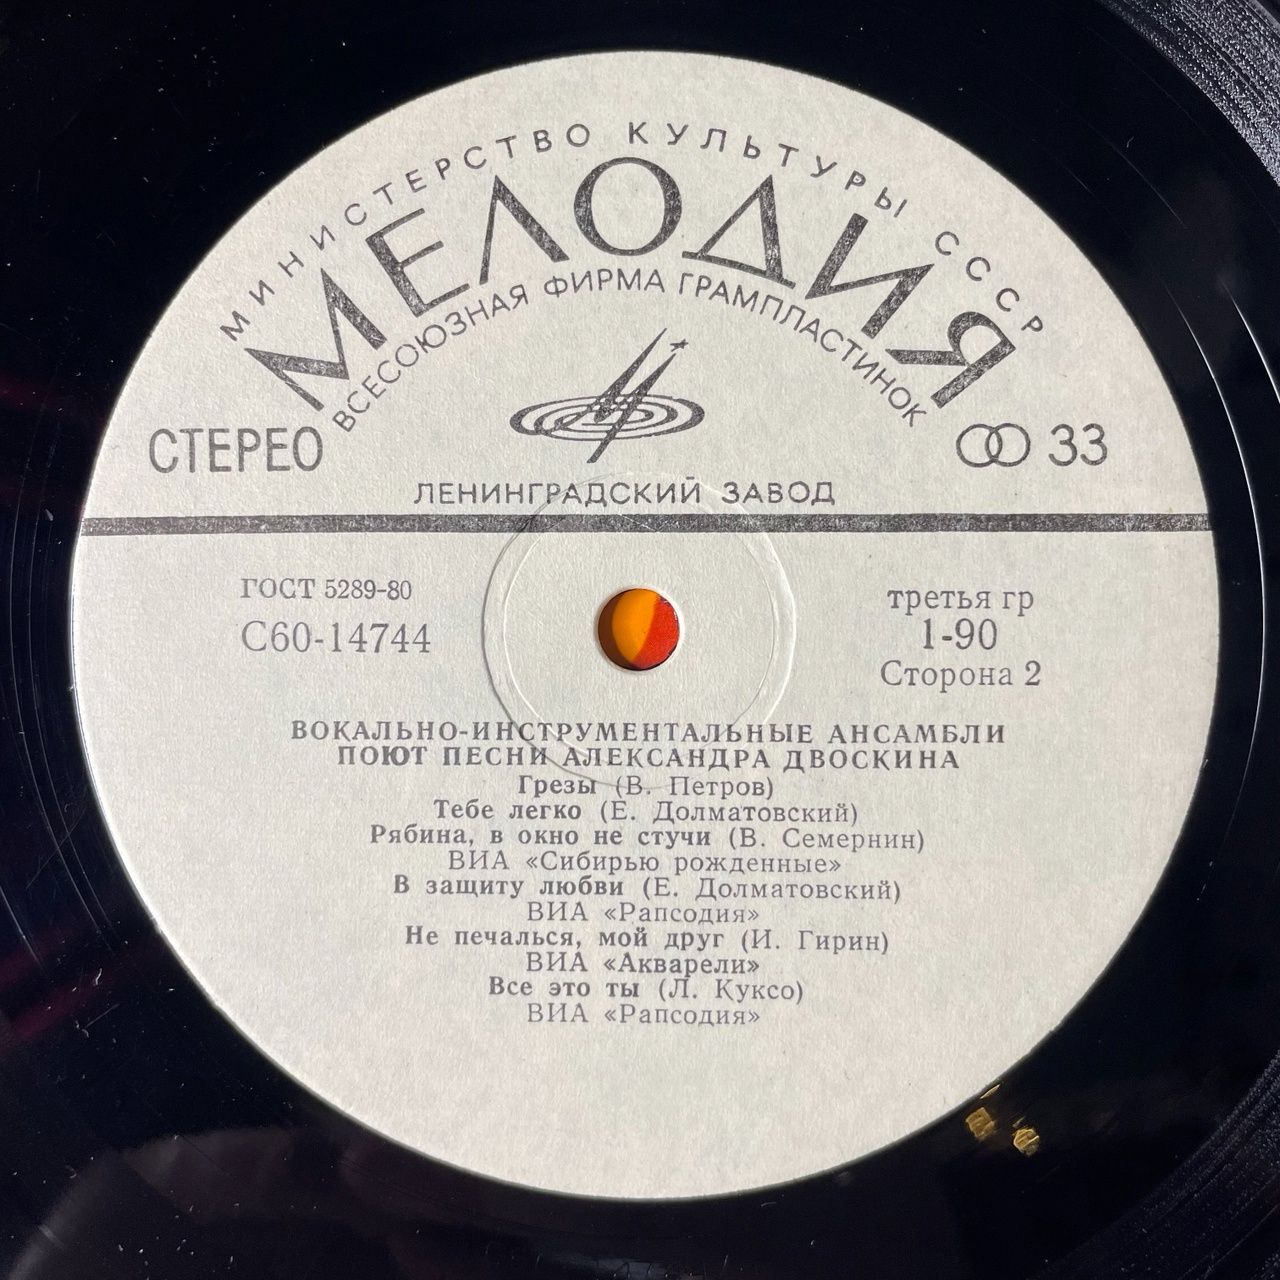 МИНИСТЕРСТВО КУЛЬТУРЫ СССР
МЕЛОДИЯ
ВСЕСОЮЗНАЯ ФИРМА ГРАМПЛАСТИНОК
СТЕРЕО
33
ЛЕНИНГРАДСКИЙ ЗАВОД
ГОСТ 5289-80
С60-14744
третья гр
1-90
Сторона 2
ВОКАЛЬНО-ИНСТРУМЕНТАЛЬНЫЕ АНСАМБЛИ
ПОЮТ ПЕСНИ АЛЕКСАНДРА ДВОСКИНА
Грезы (В. Петров)
Тебе легко (Е. Долматовский)
Рябина, в окно не стучи (В. Семернин)
ВИА «Сибирью рожденные»
В защиту любви (Е. Долматовский)
ВИА «Рапсодия»
Не печалься, мой друг (И. Гирин)
ВИА «Акварели»
Все это ты (Л. Куксо)
ВИА «Рапсодия»